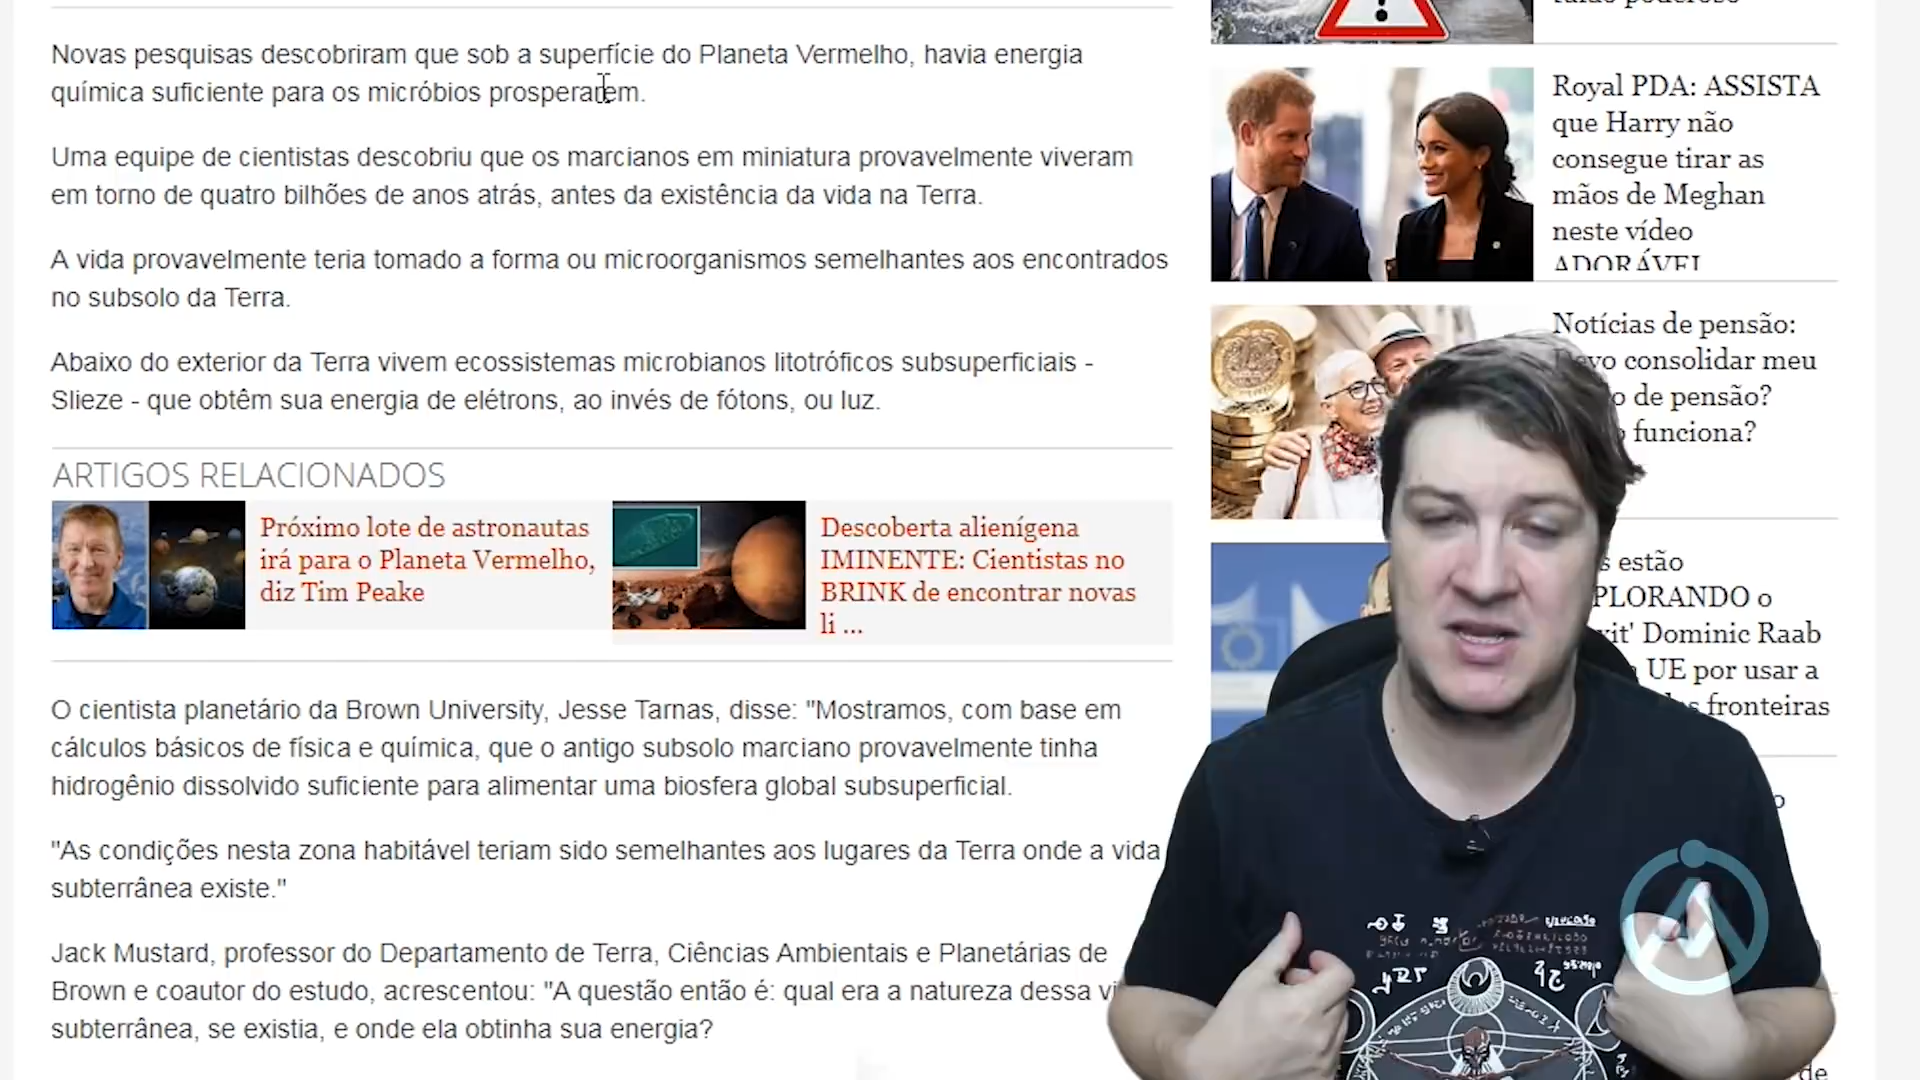 Novas pesquisas descobriram que sob a superfície do Planeta Vermelho, havia energia
química suficiente para os micróbios prosperarem.
Uma equipe de cientistas descobriu que os marcianos em miniatura provavelmente viveram
em torno de quatro bilhões de anos atrás, antes da existência da vida na Terra.
A vida provavelmente teria tomado a forma ou microorganismos semelhantes aos encontrados
no subsolo da Terra.
Abaixo do exterior da Terra vivem ecossistemas microbianos litotróficos subsuperficiais -
Slieze - que obtêm sua energia de elétrons, ao invés de fótons, ou luz.
ARTIGOS RELACIONADOS
Próximo lote de astronautas
irá para o Planeta Vermelho,
diz Tim Peake
Descoberta alienígena
IMINENTE: Cientistas no
BRINK de encontrar novas
li ...
O cientista planetário da Brown University, Jesse Tarnas, disse: "Mostramos, com base em
cálculos básicos de física e química, que o antigo subsolo marciano provavelmente tinha
hidrogênio dissolvido suficiente para alimentar uma biosfera global subsuperficial.
"As condições nesta zona habitável teriam sido semelhantes aos lugares da Terra onde a vida
subterrânea existe."
Jack Mustard, professor do Departamento de Terra, Ciências Ambientais e Planetárias de
Brown e coautor do estudo, acrescentou: "A questão então é: qual era a natureza dessa
subterrânea, se existia, e onde ela obtinha sua energia?
Royal PDA: ASSISTA
que Harry não
consegue tirar as
mãos de Meghan
neste vídeo
ADORÁVEL
Notícias de pensão:
consolidar meu
de pensão?
funciona?
estão
PLORANDO o
xit' Dominic Raab
UE por usar a
fronteiras
de